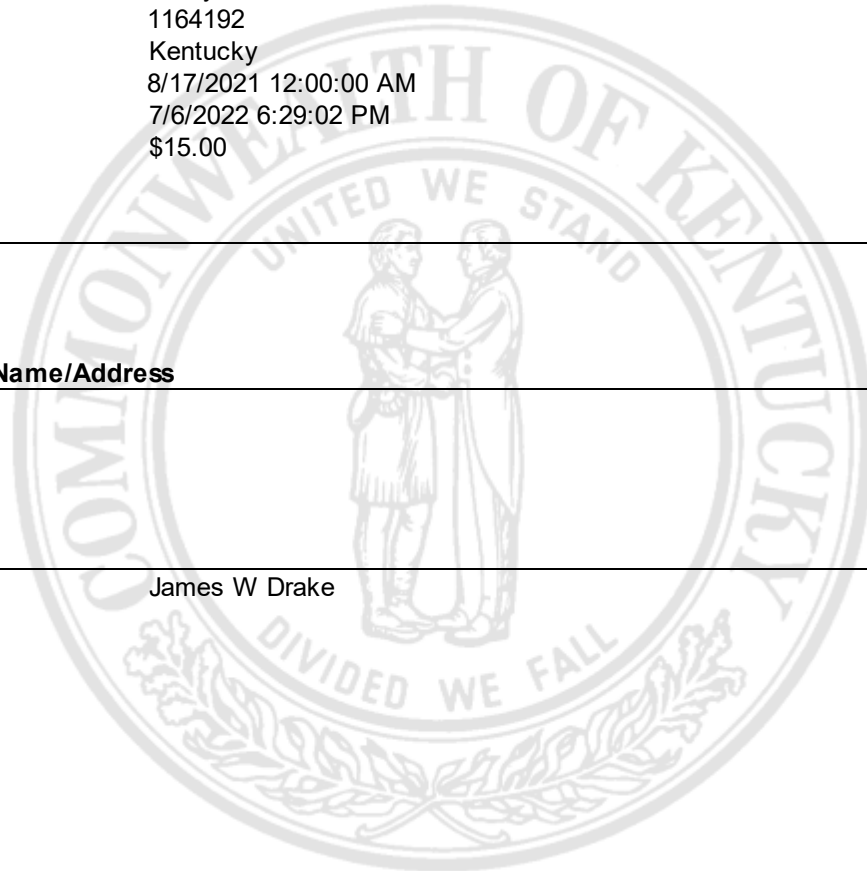 1164192
Kentucky
8/17/2021 12:00:00 AM
7/6/2022 6:29:02 PM
$15.00
Name/Address
James W Drake
COMMONWEALTH OF KENTUCKY
UNITED WE STAND
DIVIDED WE FALL